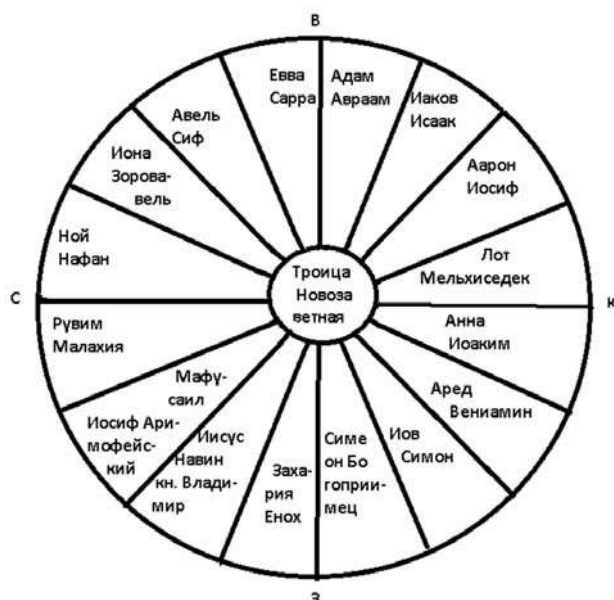 В
Евва
Сарра
Адам
Авраам
Иаков
Исаак
Аарон
Иосиф
Лот
Мельхиседек
Ю
Анна
Иоаким
Аред
Вениамин
Иов
Симон
Симе
он Бо
гоприи-
мец
З
Заха-
рия
Енох
Иисус
Навин
кн. Влади-
мир
Мафу-
саил
Иосиф Ари-
мофейс-
кий
Рувим
Малахия
С
Ной
Нафан
Иона
Зорова-
вель
Авель
Сиф
Троица
Новоза
ветная